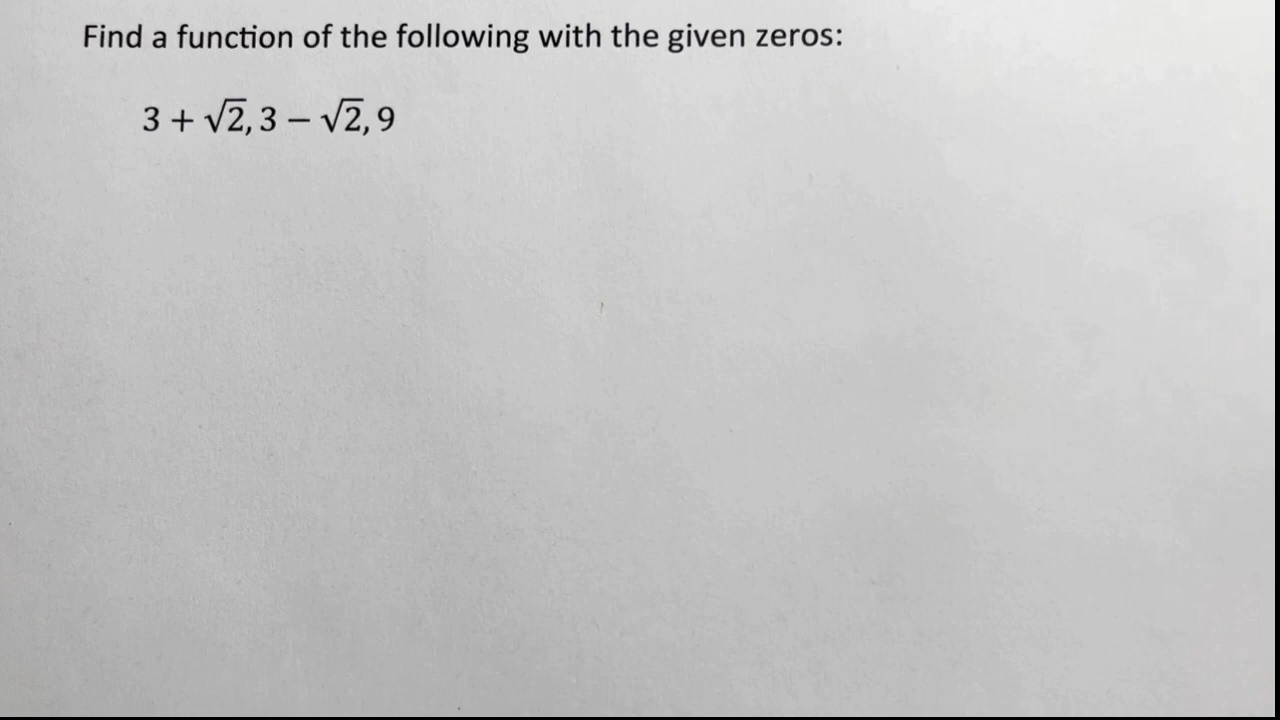 Find a function of the following with the given zeros:
3 + √2, 3 − √2, 9